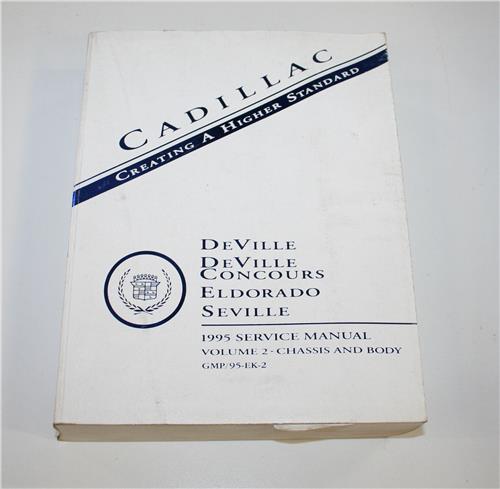 CADILLAC
CREATING A HIGHER STANDARD
DEVILLE
DEVILLE
CONCOURS
ELDORADO
SEVILLE
1995 SERVICE MANUAL
VOLUME 2 - CHASSIS AND BODY
GMP/95-EK-2